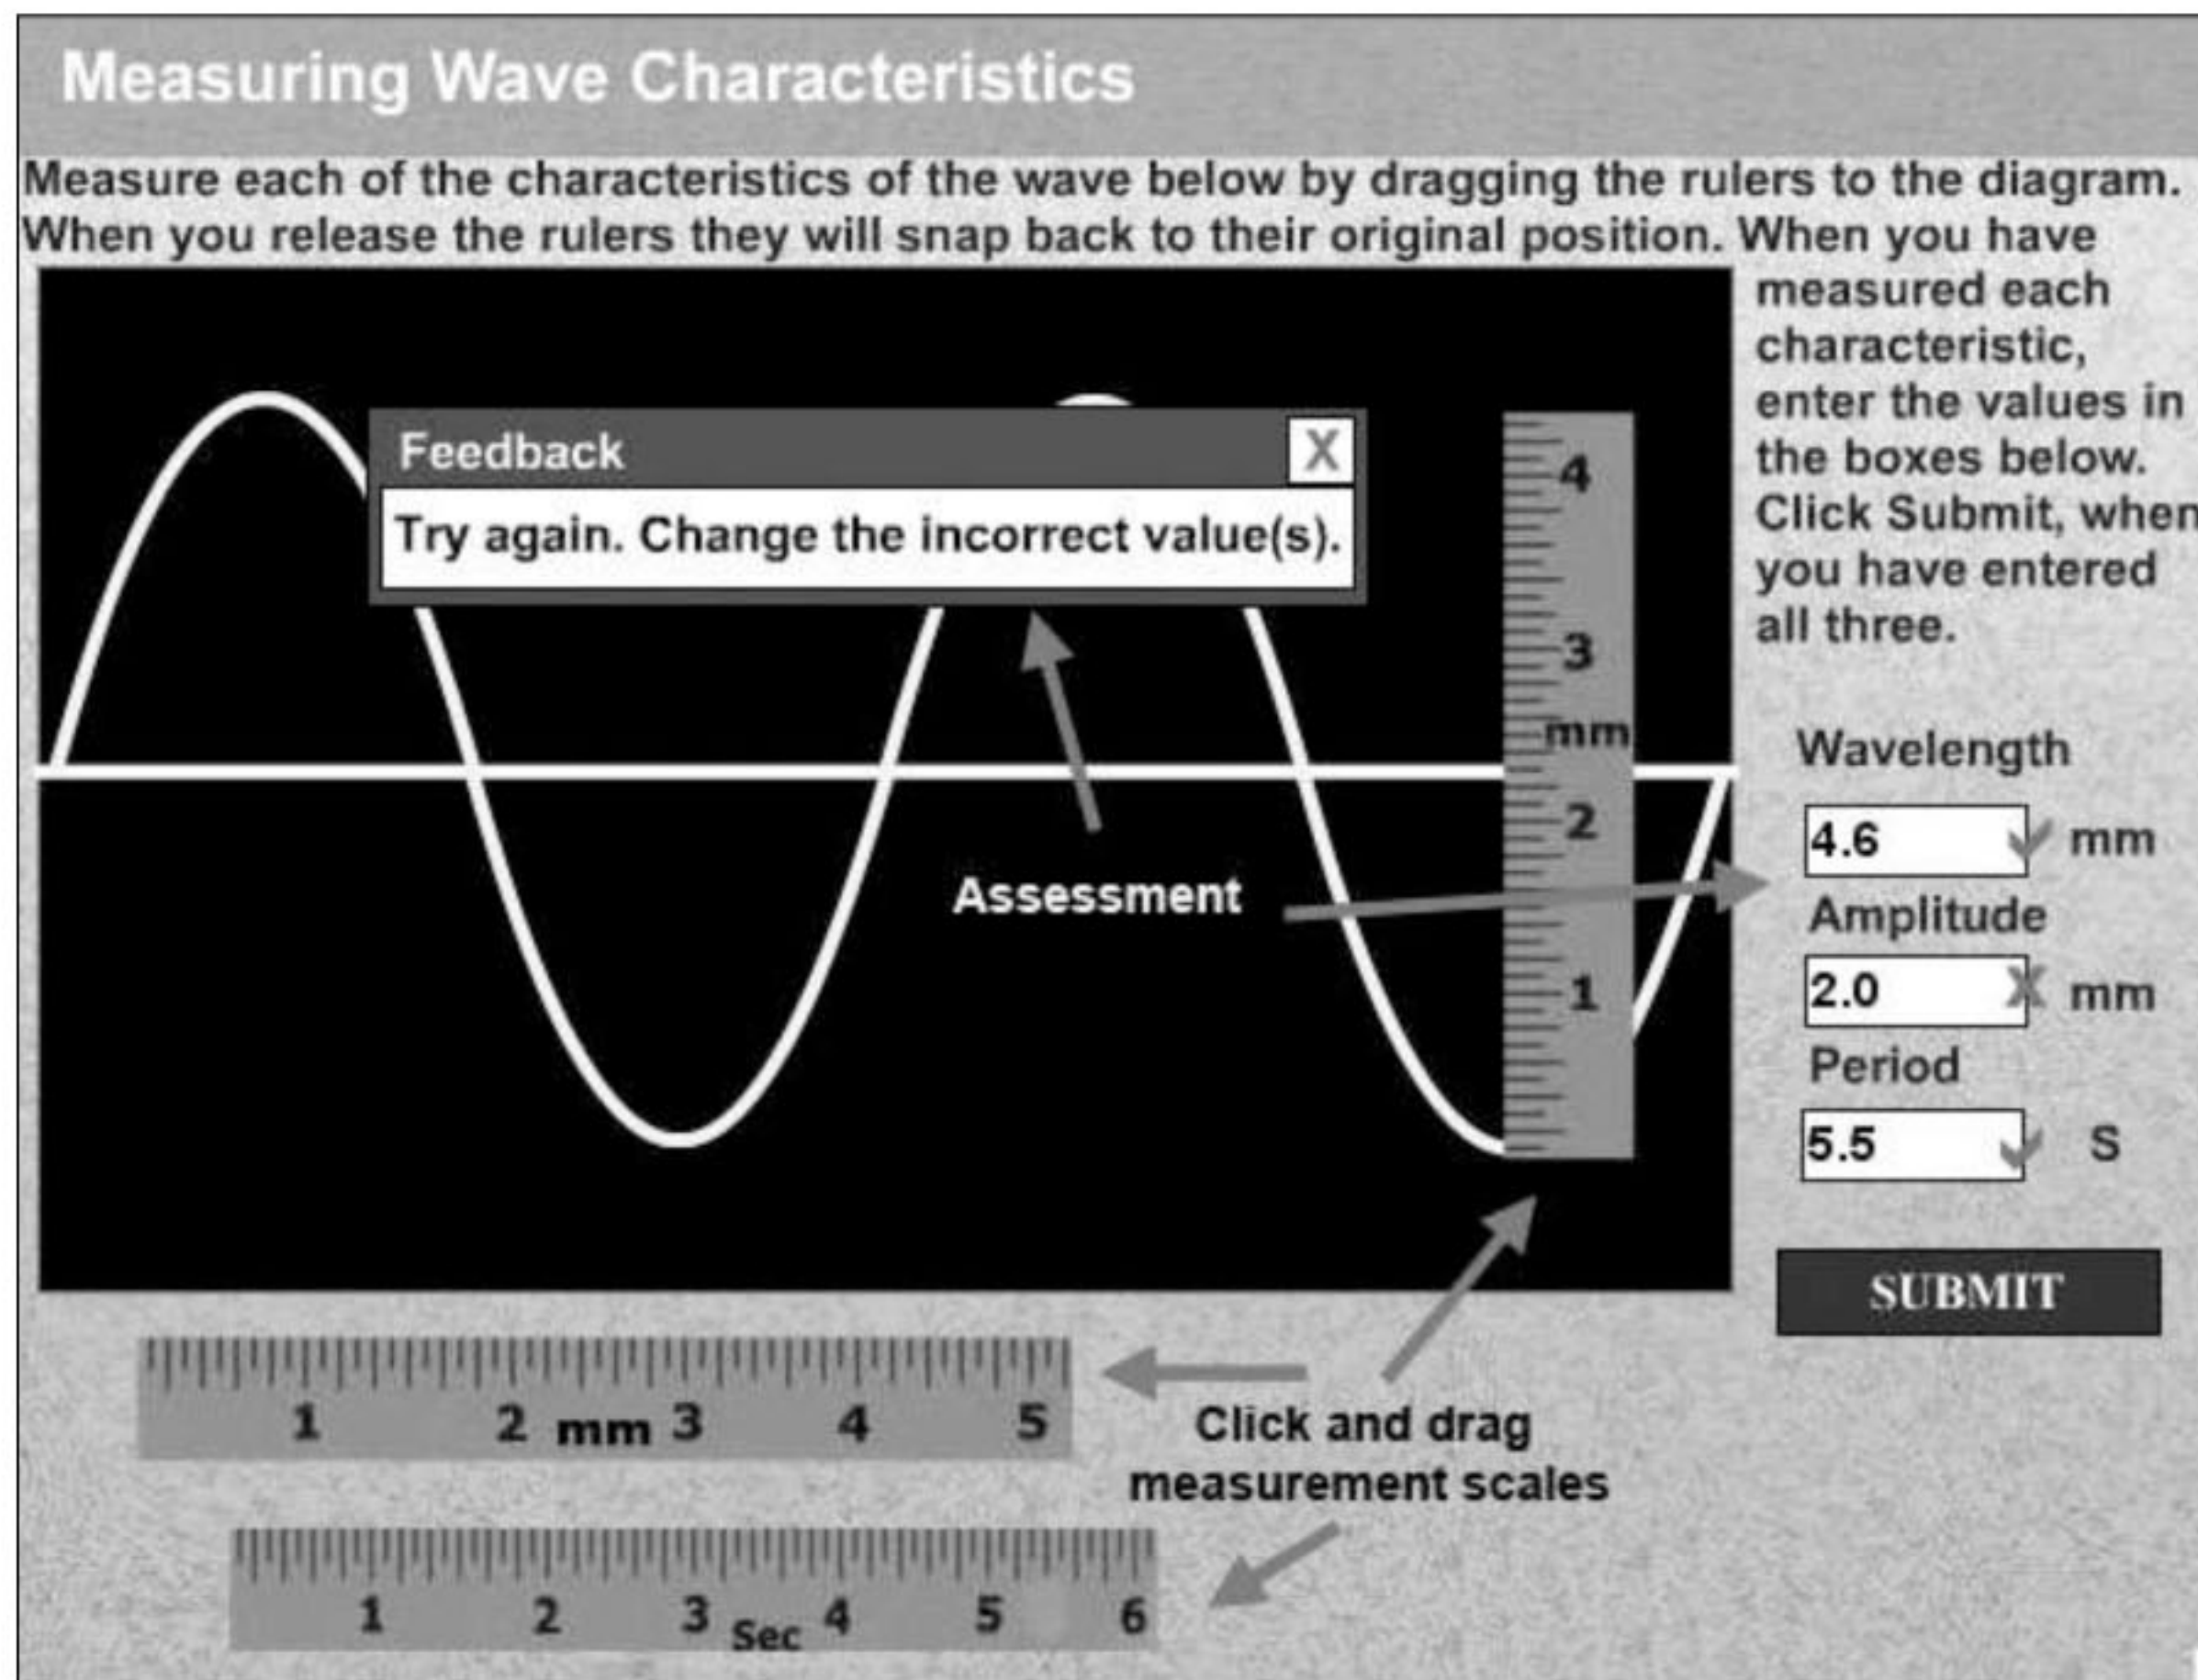 Measuring Wave Characteristics
Measure each of the characteristics of the wave below by dragging the rulers to the diagram.
When you release the rulers they will snap back to their original position. When you have
measured each
characteristic,
enter the values in
the boxes below.
Click Submit, when
you have entered
all three.
Feedback
X
Try again. Change the incorrect value(s).
4
3
mm
2
1
Assessment
Wavelength
4.6 mm
Amplitude
2.0 X mm
Period
5.5 S
SUBMIT
1 2 mm 3 4 5
Click and drag
measurement scales
1 2 3 Sec 4 5 6